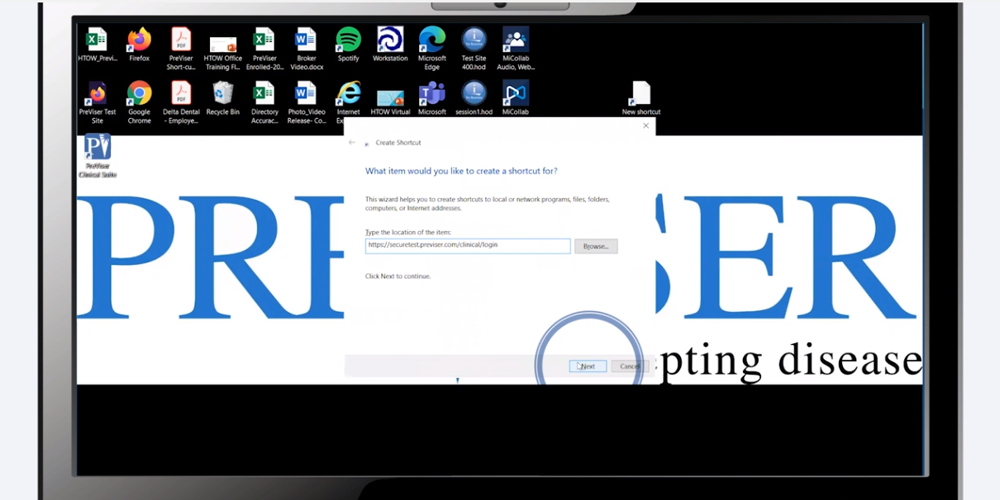 HTOW_Previ...
Firefox
PDF
PreViser
Short-cu...
HTOW Office
Training Fl...
PreViser
Enrolled-20...
Broker
Video.docx
Spotify
Workstation
Microsoft
Edge
Test Site
400.hod
MiCollab
Audio, Web...
PreViser Test
Site
Google
Chrome
PDF
Delta Dental
- Employe...
Recycle Bin
Directory
Accurac...
Photo_Video
Release- Co...
Internet
HTOW Virtual
Microsoft
session1.hod
MiCollab
New shortcut
PreViser
Clinical Suite
Create Shortcut
What item would you like to create a shortcut for?
This wizard helps you to create shortcuts to local or network programs, files, folders,
computers, or Internet addresses.
Type the location of the item:
https://securetest.previser.com/clinical/login
Browse...
Click Next to continue.
Next
Cancel
PRE SER
pting disease